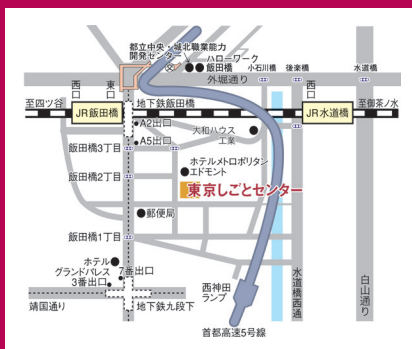 都立中央・城北職業能力
開発センター
ハローワーク
飯田橋
小石川橋
後楽橋
水道橋
外堀通り
西口
東口
西口
至四ツ谷
JR飯田橋
地下鉄飯田橋
JR水道橋
至御茶ノ水
A2出口
大和ハウス
工業
A5出口
飯田橋3丁目
ホテルメトロポリタン
エドモント
飯田橋2丁目
東京しごとセンター
郵便局
飯田橋1丁目
ホテル
グランドパレス
7番出口
3番出口
西神田
ランプ
水道橋西通り
白山通り
靖国通り
地下鉄九段下
首都高速5号線